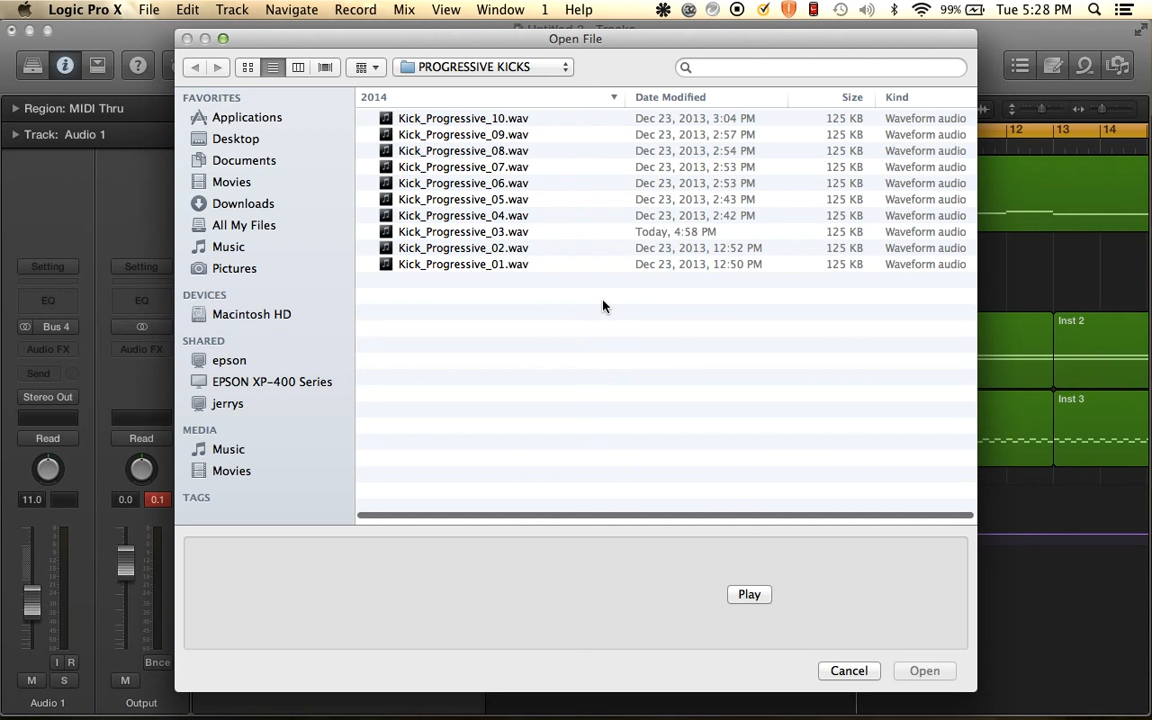 Logic Pro X File Edit Track Navigate Record Mix View Window 1 Help 99% Tue 5:28 PM
Open File
PROGRESSIVE KICKS
Region: MIDI Thru
Track: Audio 1
Setting Setting
EQ EQ
Bus 4
Audio FX Audio FX
Send
Stereo Out
Read Read
11.0 0.0 0.1
I R Bnce
M S M
Audio 1 Output
FAVORITES
Applications
Desktop
Documents
Movies
Downloads
All My Files
Music
Pictures
DEVICES
Macintosh HD
SHARED
epson
EPSON XP-400 Series
jerrys
MEDIA
Music
Movies
TAGS
2014 Date Modified Size Kind
Kick_Progressive_10.wav Dec 23, 2013, 3:04 PM 125 KB Waveform audio
Kick_Progressive_09.wav Dec 23, 2013, 2:57 PM 125 KB Waveform audio
Kick_Progressive_08.wav Dec 23, 2013, 2:54 PM 125 KB Waveform audio
Kick_Progressive_07.wav Dec 23, 2013, 2:53 PM 125 KB Waveform audio
Kick_Progressive_06.wav Dec 23, 2013, 2:53 PM 125 KB Waveform audio
Kick_Progressive_05.wav Dec 23, 2013, 2:43 PM 125 KB Waveform audio
Kick_Progressive_04.wav Dec 23, 2013, 2:42 PM 125 KB Waveform audio
Kick_Progressive_03.wav Today, 4:58 PM 125 KB Waveform audio
Kick_Progressive_02.wav Dec 23, 2013, 12:52 PM 125 KB Waveform audio
Kick_Progressive_01.wav Dec 23, 2013, 12:50 PM 125 KB Waveform audio
Play
Cancel Open
12 13 14
Inst 2
Inst 3